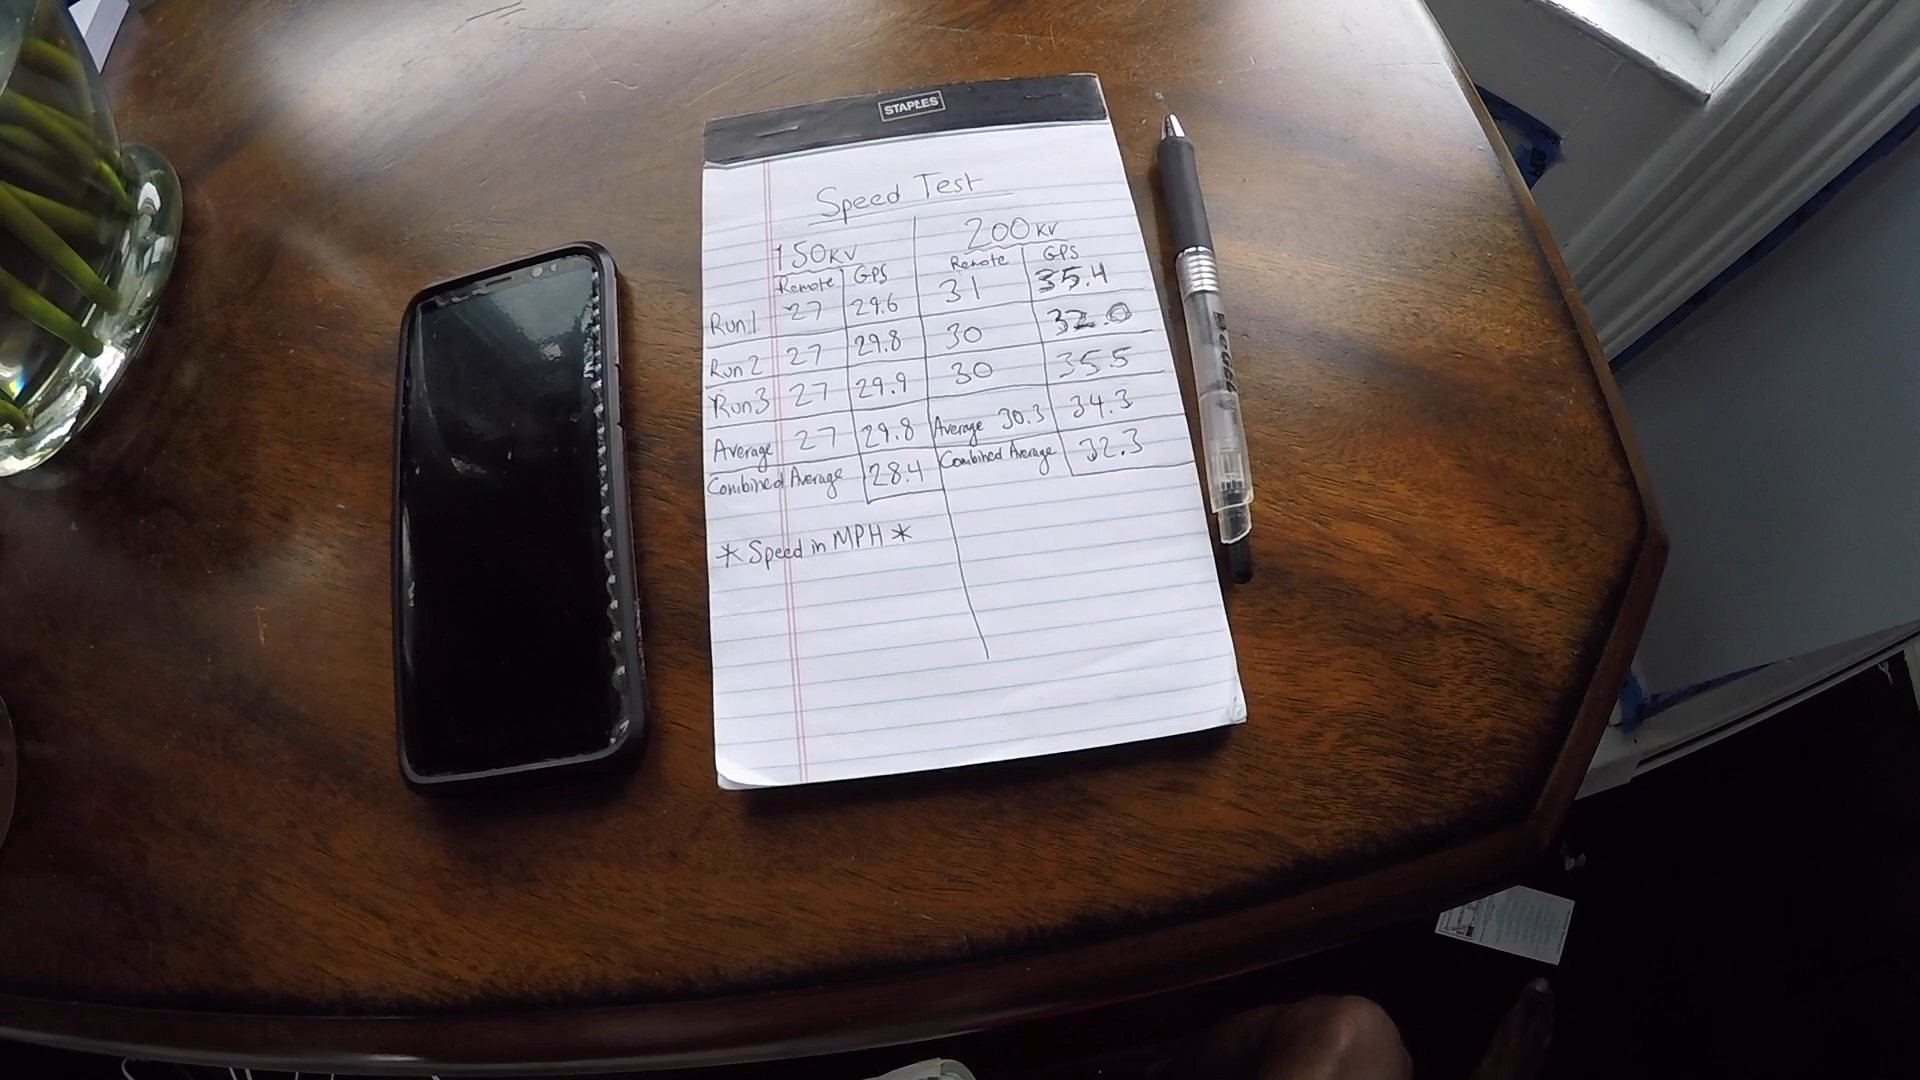 STAPLES
Speed Test
150KV 200KV
Remote GPS Remote GPS
Run1 27 29.6 31 35.4
Run2 27 29.8 30 32.0
Run3 27 29.9 30 35.5
Average 27 29.8 Average 30.3 34.3
Combined Average 28.4 Combined Average 32.3
* Speed in MPH *